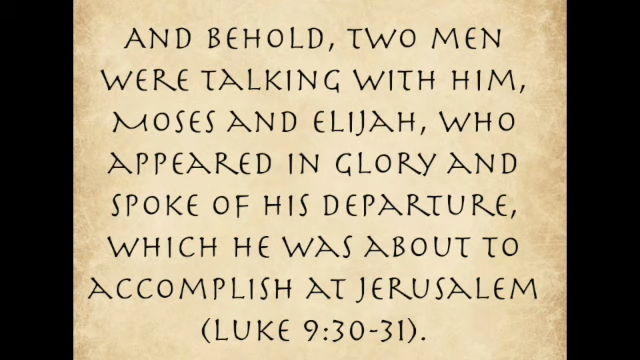 And behold, two men
were talking with him,
Moses and Elijah, who
appeared in glory and
spoke of his departure,
which he was about to
accomplish at Jerusalem
(Luke 9:30-31).